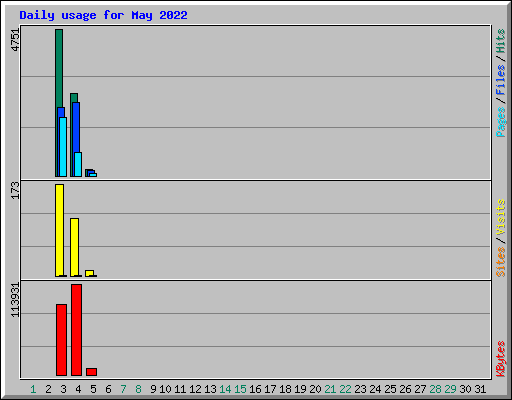 Daily usage for May 2022
4751
Pages / Files / Hits
173
Sites / Visits
113931
KBytes
1 2 3 4 5 6 7 8 9 10 11 12 13 14 15 16 17 18 19 20 21 22 23 24 25 26 27 28 29 30 31